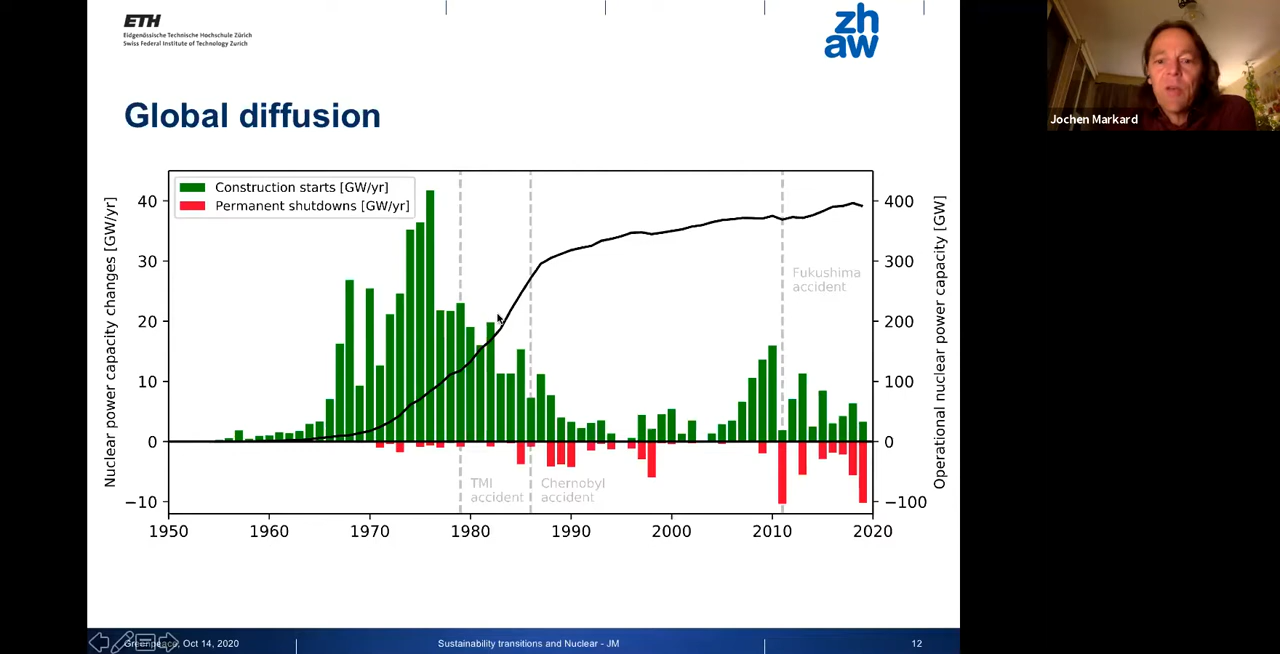 ETH
Eidgenössische Technische Hochschule Zürich
Swiss Federal Institute of Technology Zurich
zh
aw
Jochen Markard
Global diffusion
Construction starts [GW/yr]
Permanent shutdowns [GW/yr]
Nuclear power capacity changes [GW/yr]
40
30
20
10
0
−10
Operational nuclear power capacity [GW]
400
300
200
100
0
−100
Fukushima
accident
TMI
accident
Chernobyl
accident
1950 1960 1970 1980 1990 2000 2010 2020
Greenpeace, Oct 14, 2020
Sustainability transitions and Nuclear - JM
12